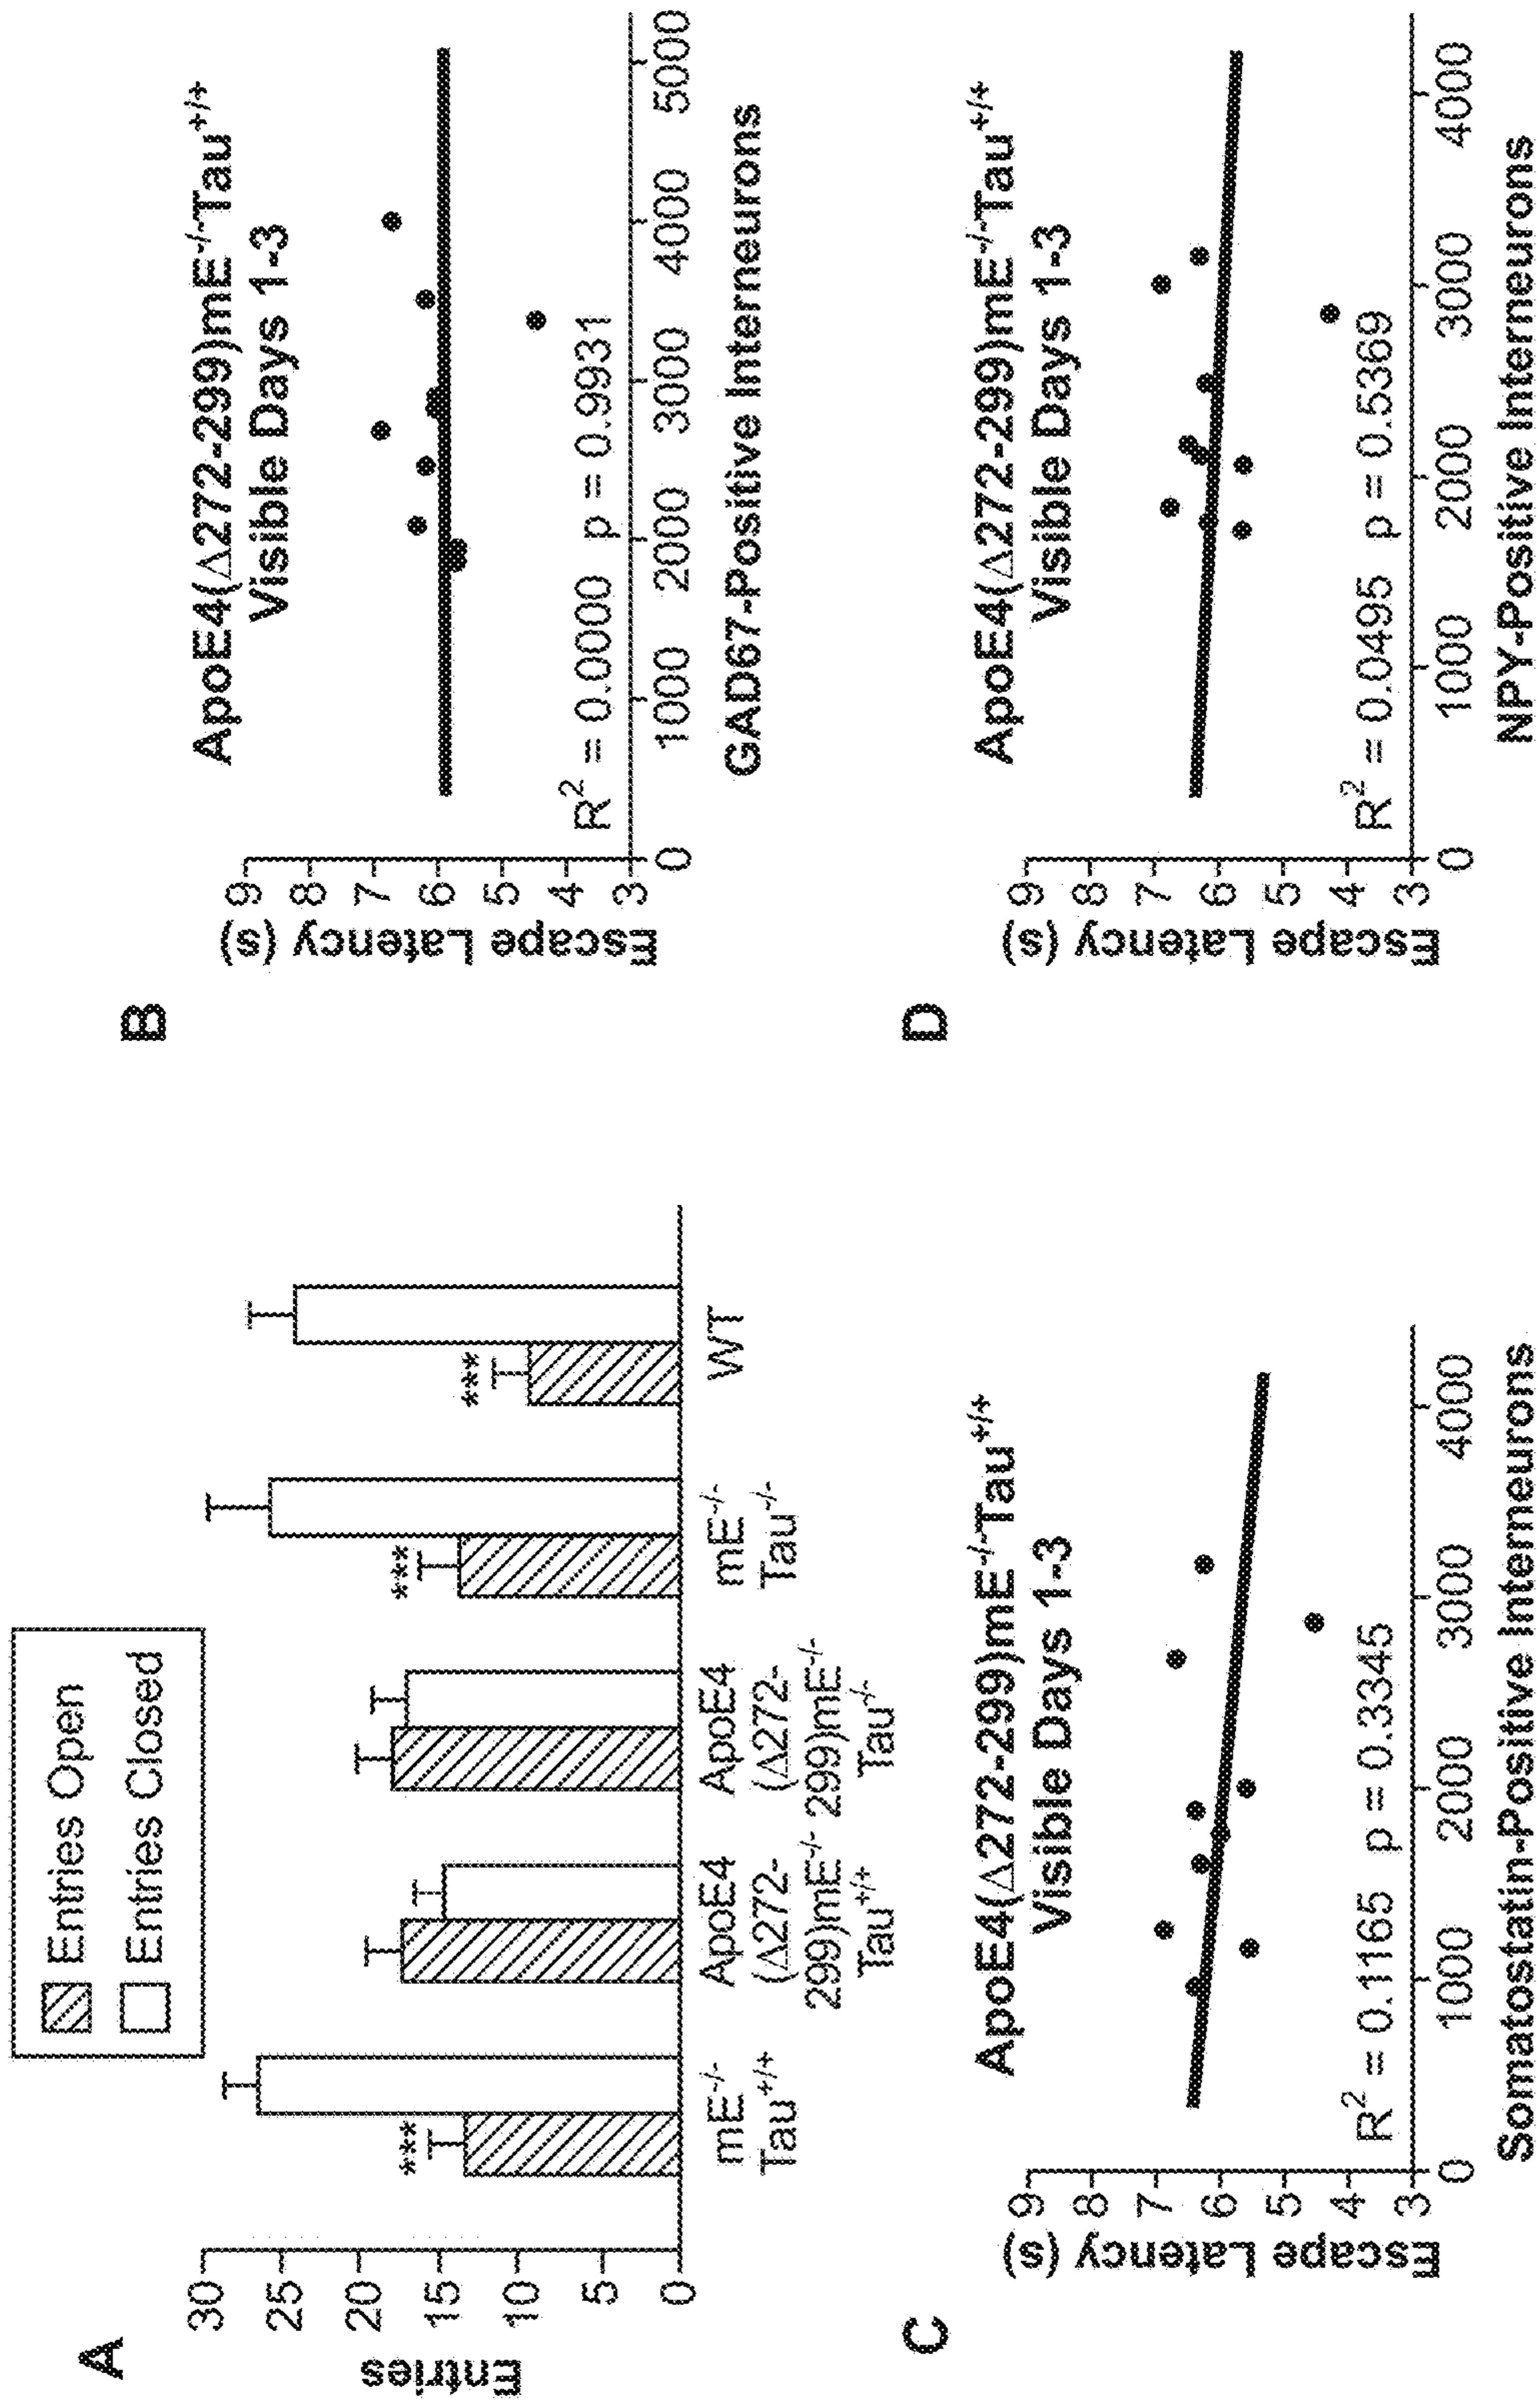 A
Entries Open
Entries Closed
30
25
20
15
10
5
0
Entries
***
***
***
mE-/-
Tau+/+
ApoE4
(Δ272-
299)mE-/-
Tau+/+
ApoE4
(Δ272-
299)mE-/-
Tau-/-
mE-/-
Tau-/-
WT
B
ApoE4(Δ272-299)mE-/-Tau+/+
Visible Days 1-3
9
8
7
6
5
4
3
Escape Latency (s)
R2 = 0.0000 p = 0.9931
0 1000 2000 3000 4000 5000
GAD67-Positive Interneurons
C
ApoE4(Δ272-299)mE-/-Tau+/+
Visible Days 1-3
9
8
7
6
5
4
3
Escape Latency (s)
R2 = 0.1165 p = 0.3345
0 1000 2000 3000 4000
Somatostatin-Positive Interneurons
D
ApoE4(Δ272-299)mE-/-Tau+/+
Visible Days 1-3
9
8
7
6
5
4
3
Escape Latency (s)
R2 = 0.0495 p = 0.5369
0 1000 2000 3000 4000
NPY-Positive Interneurons